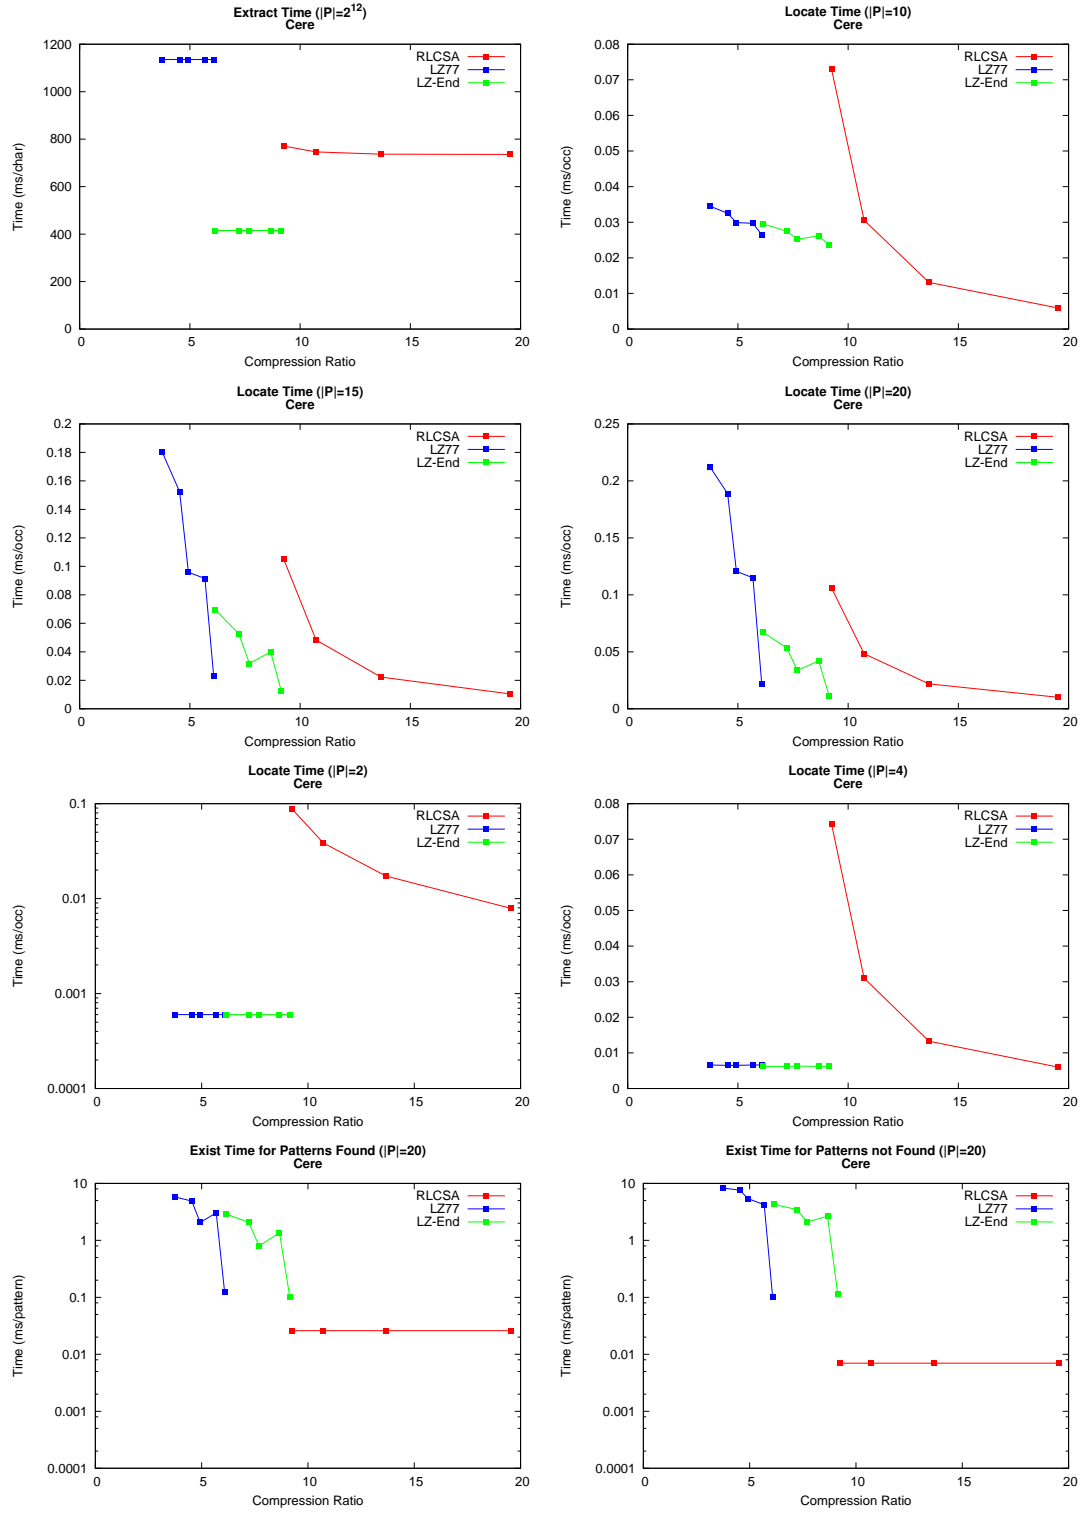 Extract Time (|P|=2^12)
Cere
RLCSA
LZ77
LZ-End
Time (ms/char)
1200
1000
800
600
400
200
0
0 5 10 15 20
Compression Ratio
Locate Time (|P|=10)
Cere
RLCSA
LZ77
LZ-End
Time (ms/occ)
0.08
0.07
0.06
0.05
0.04
0.03
0.02
0.01
0
0 5 10 15 20
Compression Ratio
Locate Time (|P|=15)
Cere
RLCSA
LZ77
LZ-End
Time (ms/occ)
0.2
0.18
0.16
0.14
0.12
0.1
0.08
0.06
0.04
0.02
0
0 5 10 15 20
Compression Ratio
Locate Time (|P|=20)
Cere
RLCSA
LZ77
LZ-End
Time (ms/occ)
0.25
0.2
0.15
0.1
0.05
0
0 5 10 15 20
Compression Ratio
Locate Time (|P|=2)
Cere
RLCSA
LZ77
LZ-End
Time (ms/occ)
0.1
0.01
0.001
0.0001
0 5 10 15 20
Compression Ratio
Locate Time (|P|=4)
Cere
RLCSA
LZ77
LZ-End
Time (ms/occ)
0.08
0.07
0.06
0.05
0.04
0.03
0.02
0.01
0
0 5 10 15 20
Compression Ratio
Exist Time for Patterns Found (|P|=20)
Cere
RLCSA
LZ77
LZ-End
Time (ms/pattern)
10
1
0.1
0.01
0.001
0.0001
0 5 10 15 20
Compression Ratio
Exist Time for Patterns not Found (|P|=20)
Cere
RLCSA
LZ77
LZ-End
Time (ms/pattern)
10
1
0.1
0.01
0.001
0.0001
0 5 10 15 20
Compression Ratio